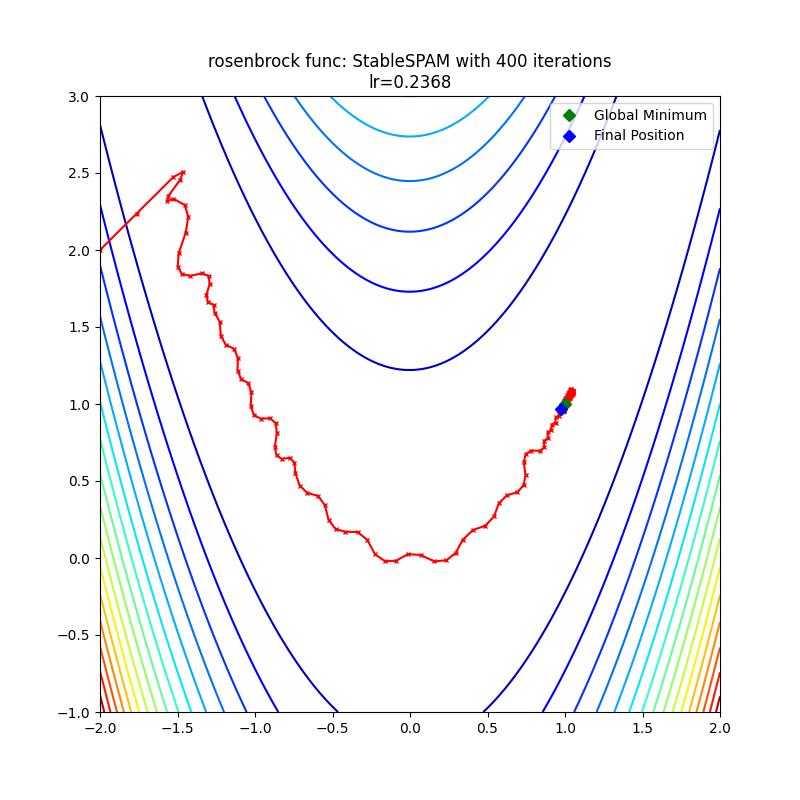 rosenbrock func: StableSPAM with 400 iterations
lr=0.2368
Global Minimum
Final Position
3.0
2.5
2.0
1.5
1.0
0.5
0.0
−0.5
−1.0
−2.0 −1.5 −1.0 −0.5 0.0 0.5 1.0 1.5 2.0